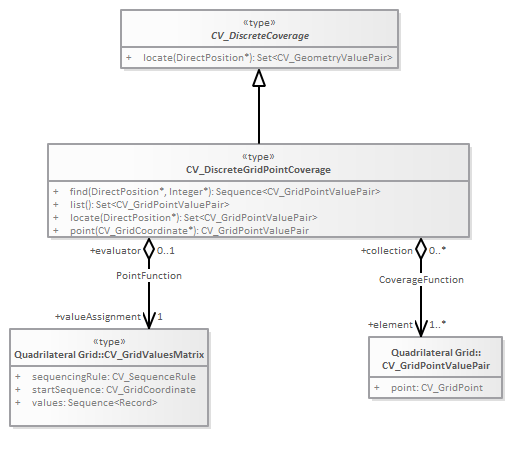 «type»
CV_DiscreteCoverage
+ locate(DirectPosition*): Set<CV_GeometryValuePair>
«type»
CV_DiscreteGridPointCoverage
+ find(DirectPosition*, Integer*): Sequence<CV_GridPointValuePair>
+ list(): Set<CV_GridPointValuePair>
+ locate(DirectPosition*): Set<CV_GridPointValuePair>
+ point(CV_GridCoordinate*): CV_GridPointValuePair
+evaluator 0..1
PointFunction
+valueAssignment 1
+collection 0..*
CoverageFunction
+element 1..*
«type»
Quadrilateral Grid::CV_GridValuesMatrix
+ sequencingRule: CV_SequenceRule
+ startSequence: CV_GridCoordinate
+ values: Sequence<Record>
Quadrilateral Grid::
CV_GridPointValuePair
+ point: CV_GridPoint